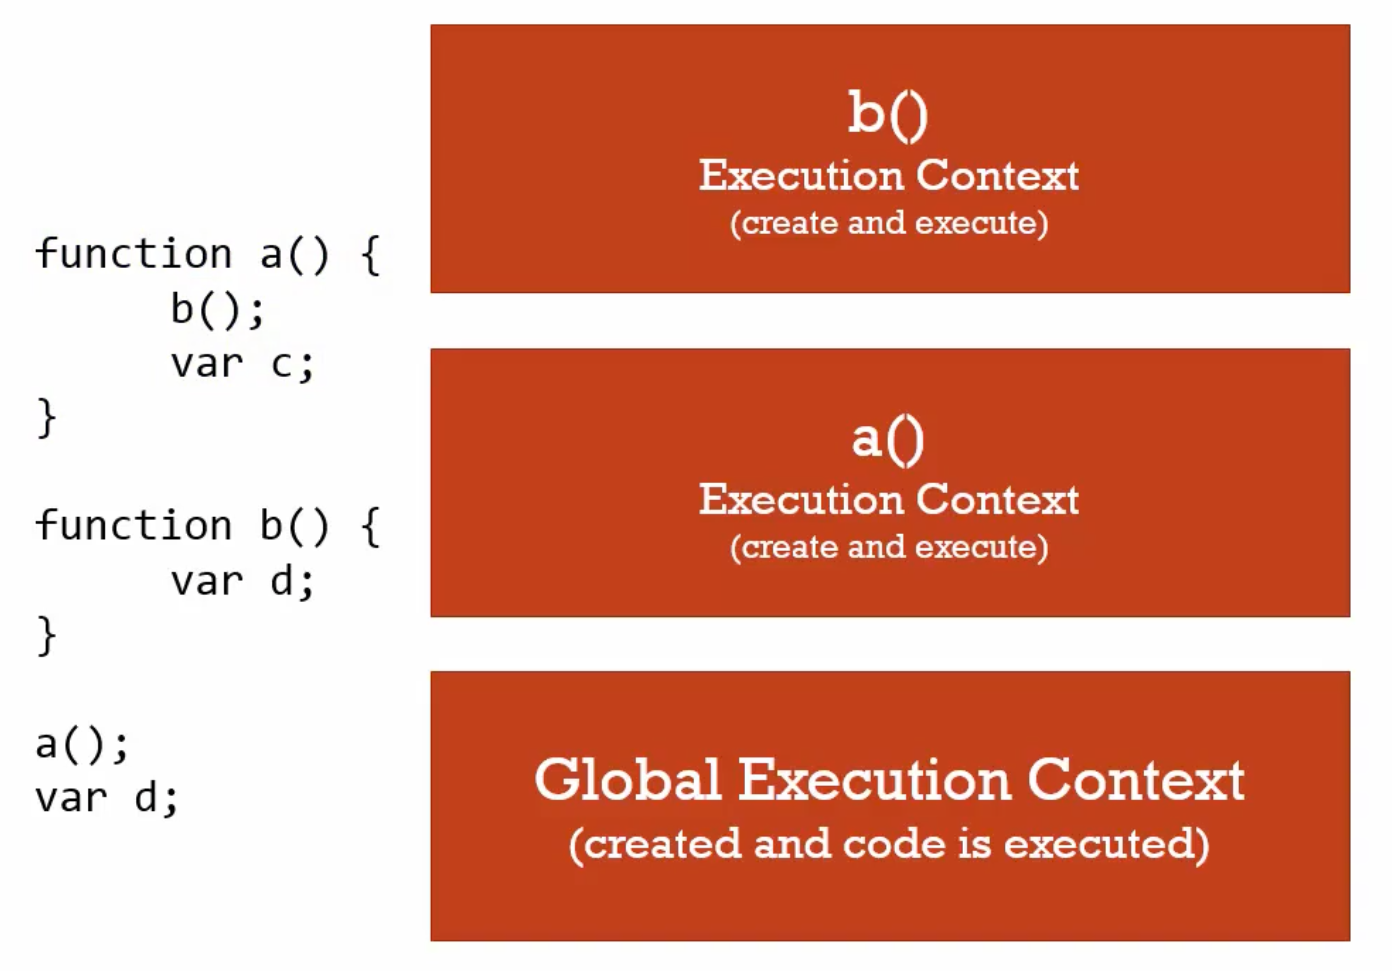 function a() {
b();
var c;
}
function b() {
var d;
}
a();
var d;
b()
Execution Context
(create and execute)
a()
Execution Context
(create and execute)
Global Execution Context
(created and code is executed)